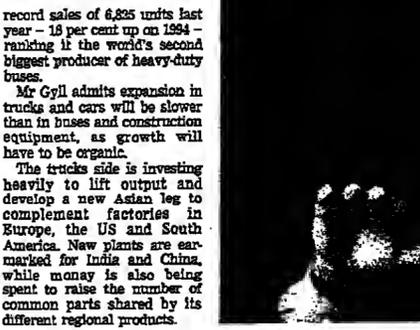 record sales of 6,835 units last
year – 18 per cent up on 1994 –
ranking it the world's second
biggest producer of heavy-duty
buses.
Mr Gyll admits expansion in
trucks and cars will be slower
than in buses and construction
equipment, as growth will
have to be organic.
The trucks side is investing
heavily to lift output and
develop a new Asian leg to
complement factories in
Europe, the US and South
America. New plants are ear-
marked for India and China,
while money is also being
spent to raise the number of
common parts shared by its
different regional products.